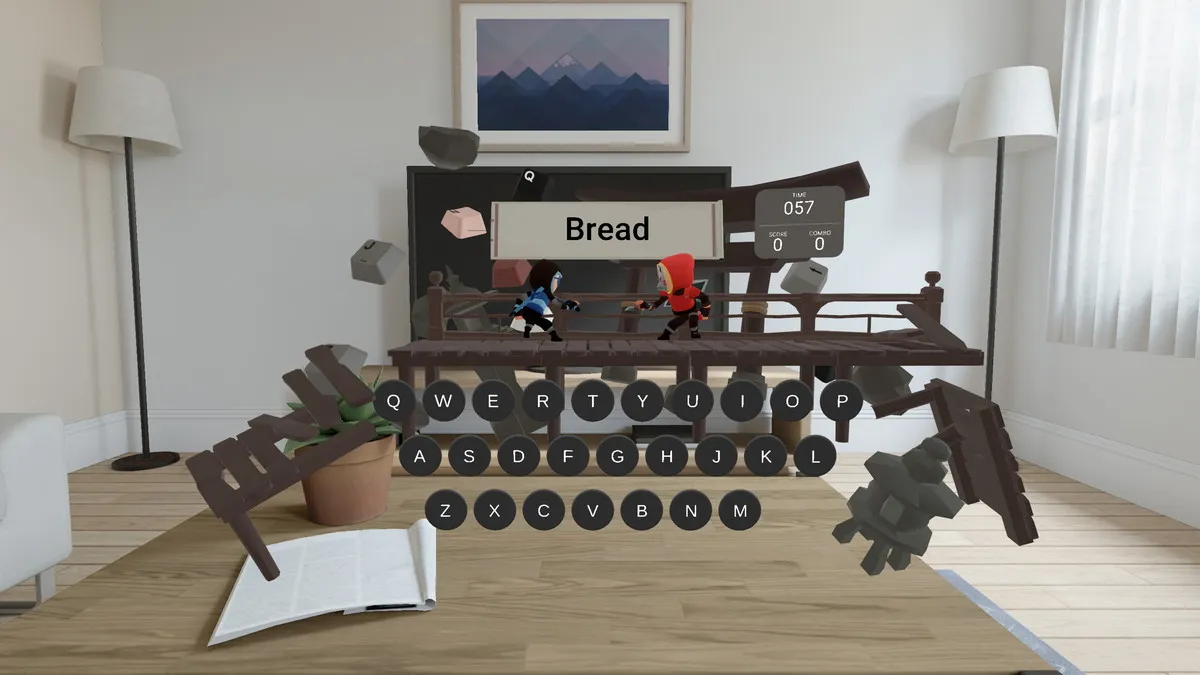 Q
Bread
TIME
057
SCORE COMBO
0 0
Q W E R T Y U I O P
A S D F G H J K L
Z X C V B N M